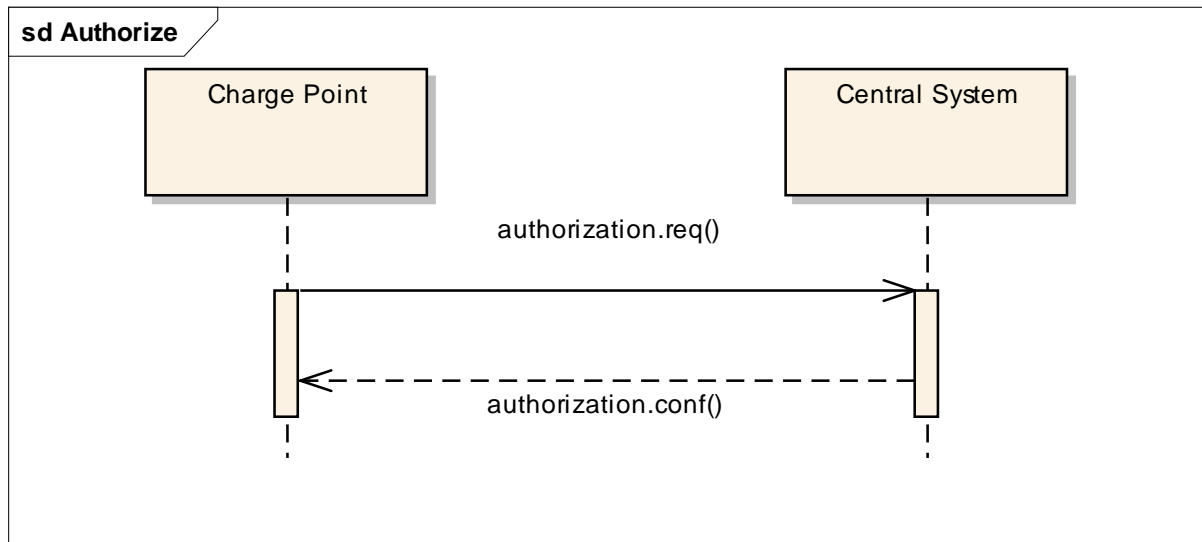 sd Authorize
Charge Point
Central System
authorization.req()
authorization.conf()